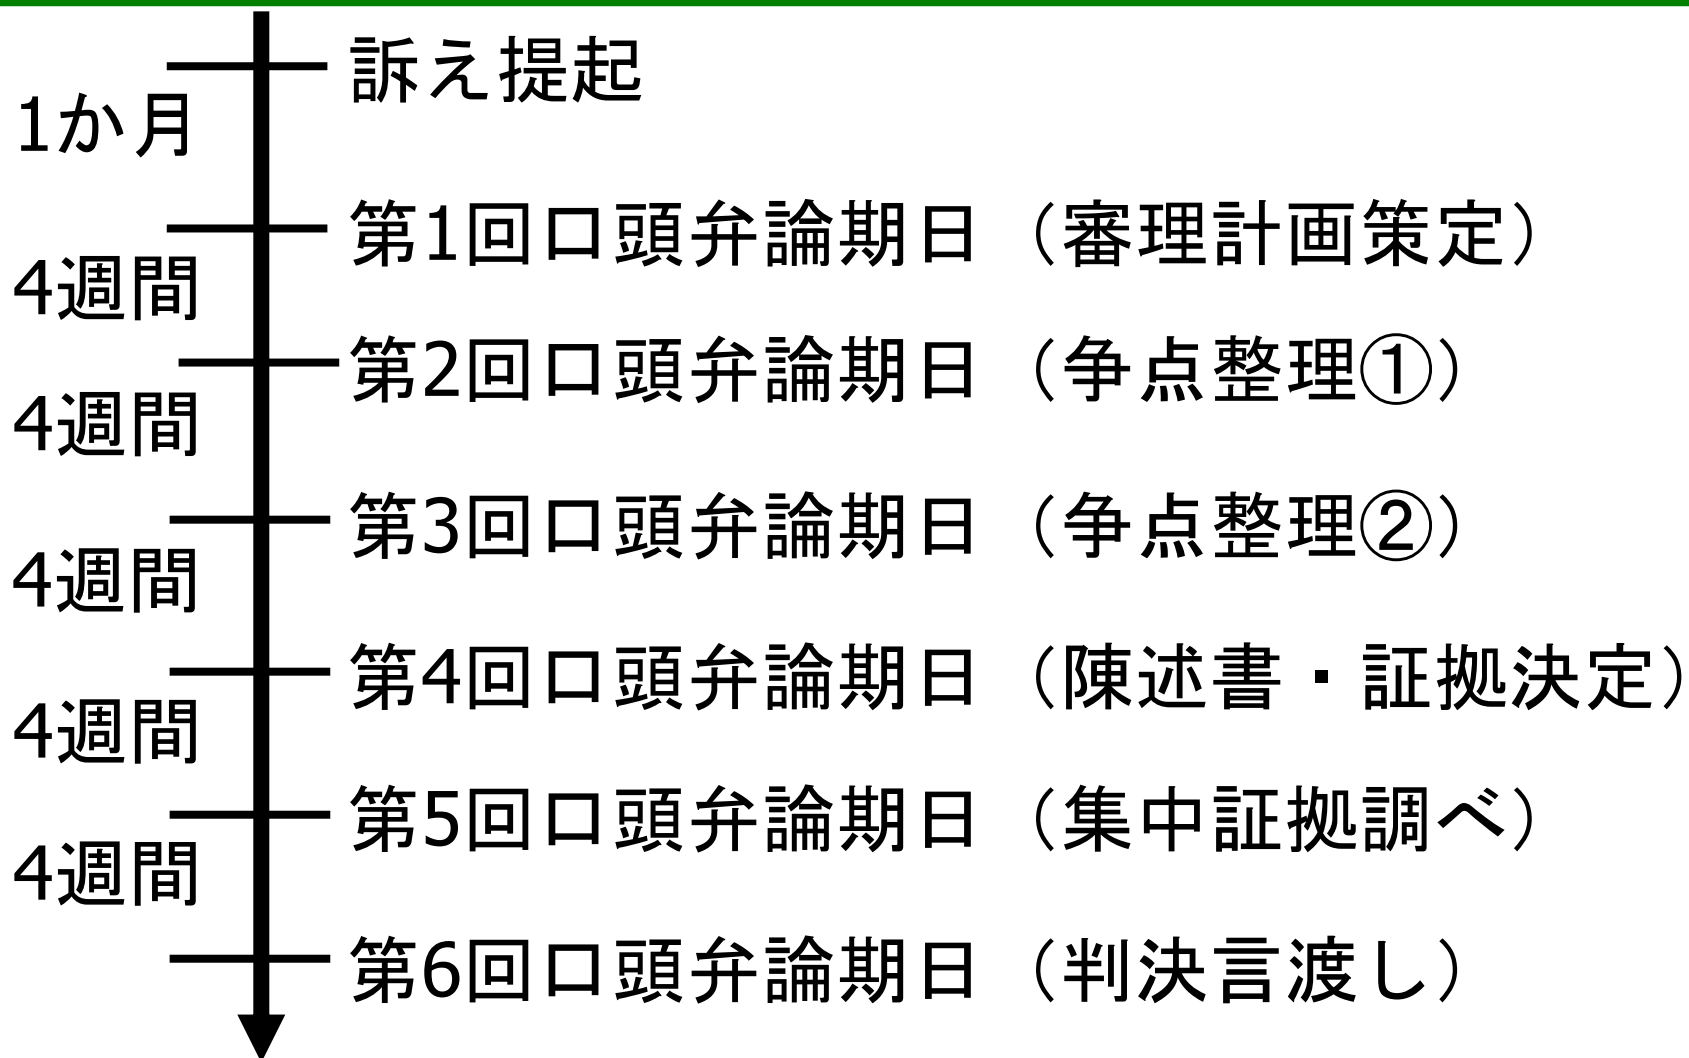 訴え提起
1か月
第1回口頭弁論期日（審理計画策定）
4週間
第2回口頭弁論期日（争点整理①）
4週間
第3回口頭弁論期日（争点整理②）
4週間
第4回口頭弁論期日（陳述書・証拠決定）
4週間
第5回口頭弁論期日（集中証拠調べ）
4週間
第6回口頭弁論期日（判決言渡し）